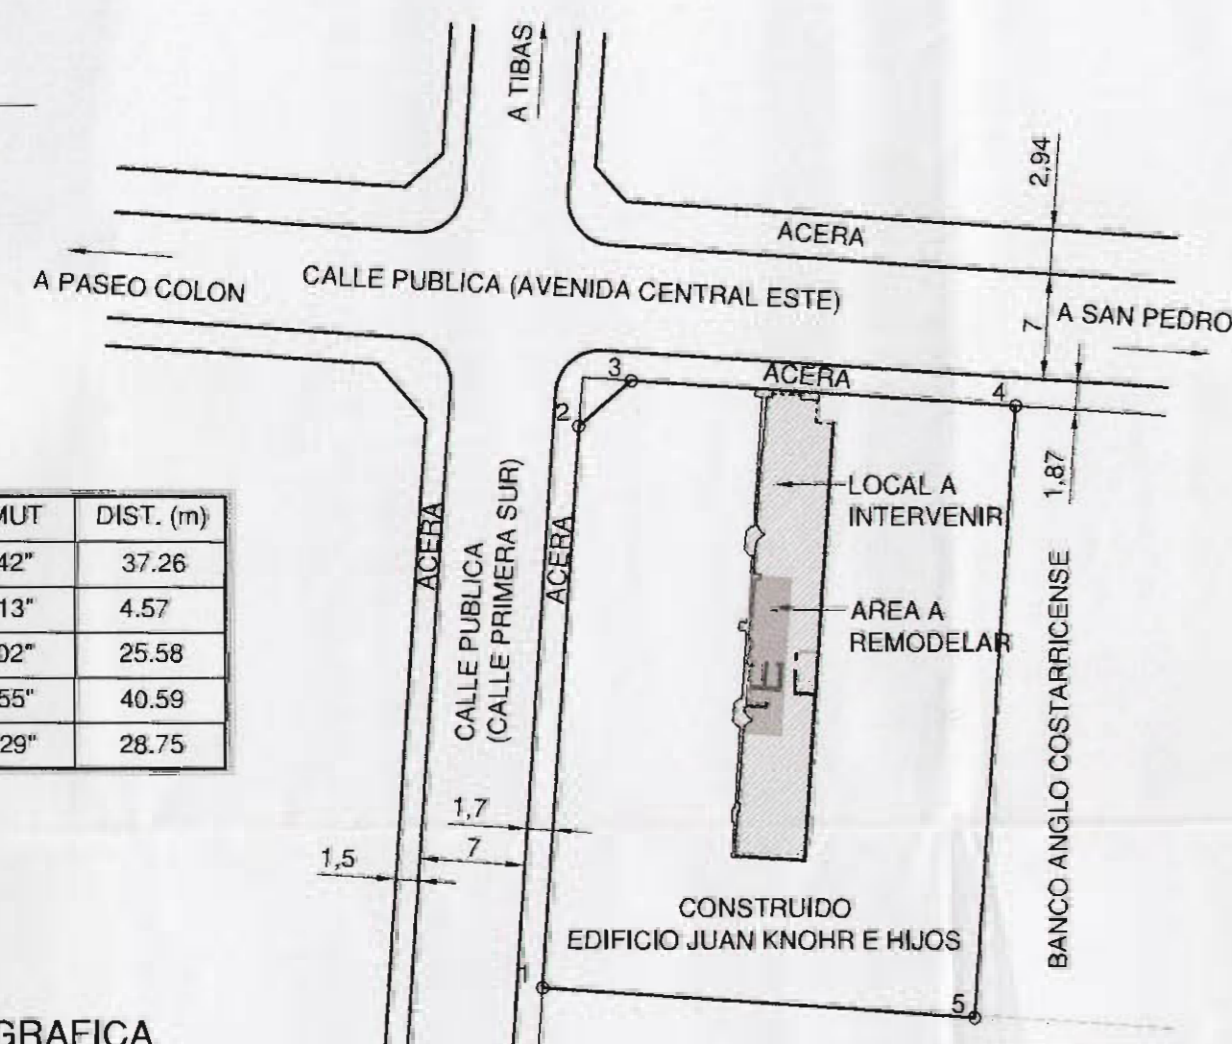 A TIBAS
2,94
ACERA
A PASEO COLON
CALLE PUBLICA (AVENIDA CENTRAL ESTE)
7
A SAN PEDRO
3
ACERA
4
2
1,87
LOCAL A
INTERVENIR
ACERA
CALLE PUBLICA
(CALLE PRIMERA SUR)
ACERA
AREA A
REMODELAR
BANCO ANGLO COSTARRICENSE
MUT DIST. (m)
42" 37.26
13" 4.57
02" 25.58
55" 40.59
29" 28.75
1,7
7
1,5
CONSTRUIDO
EDIFICIO JUAN KNOHR E HIJOS
1
5
GRAFICA